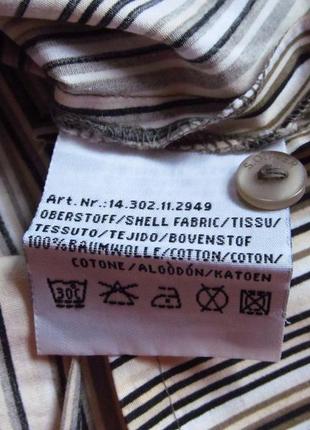 Art.Nr.:14.302.11.2949
OBERSTOFF/SHELL FABRIC/TISSU/
TESSUTO/TEJIDO/BOVENSTOF
100%BAUMWOLLE/COTTON/COTON/
COTONE/ALGODÓN/KATOEN
30C